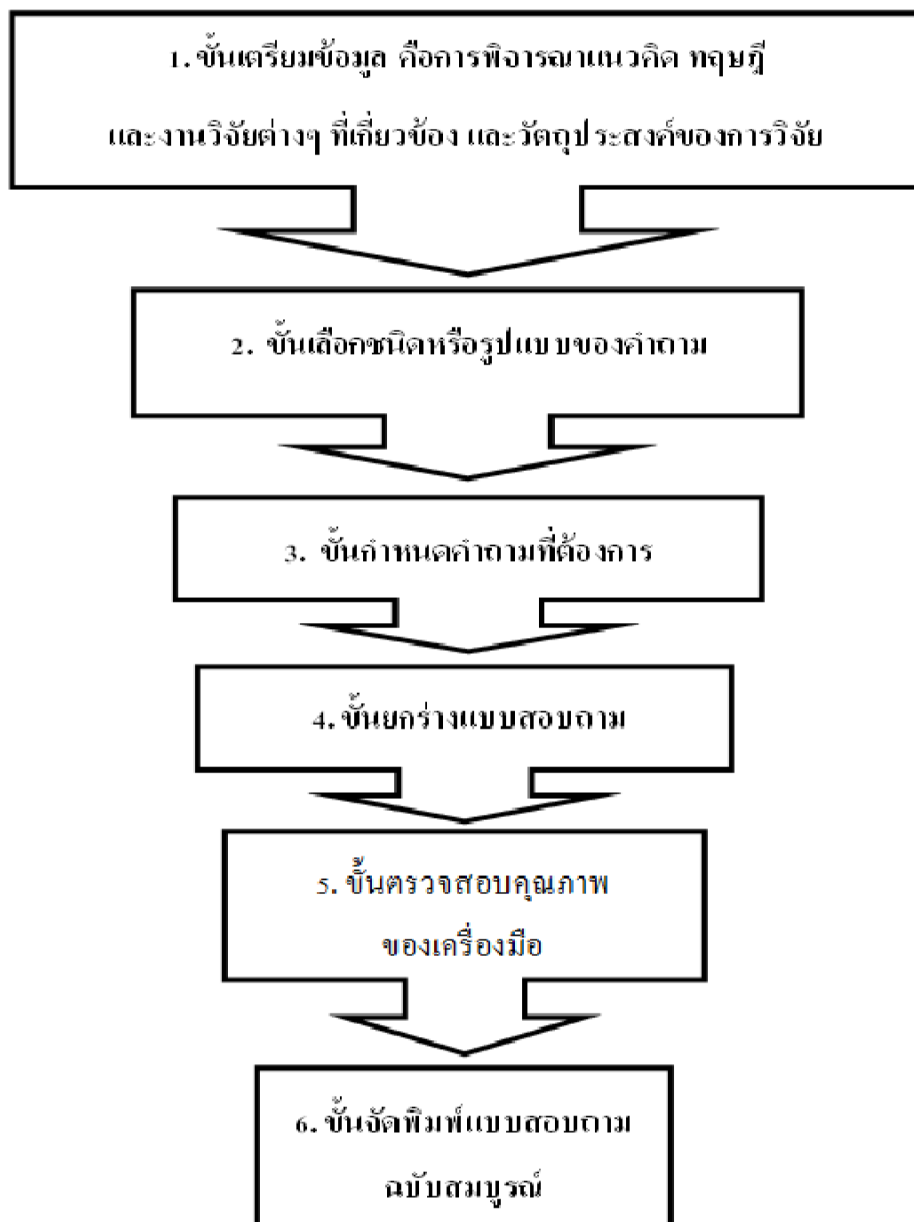 1. ขั้นเตรียมข้อมูล คือการพิจารณาแนวคิด ทฤษฎี
และงานวิจัยต่างๆ ที่เกี่ยวข้อง และวัตถุประสงค์ของการวิจัย
2. ขั้นเลือกชนิดหรือรูปแบบของคำถาม
3. ขั้นกำหนดคำถามที่ต้องการ
4. ขั้นยกร่างแบบสอบถาม
5. ขั้นตรวจสอบคุณภาพ
ของเครื่องมือ
6. ขั้นจัดพิมพ์แบบสอบถาม
ฉบับสมบูรณ์